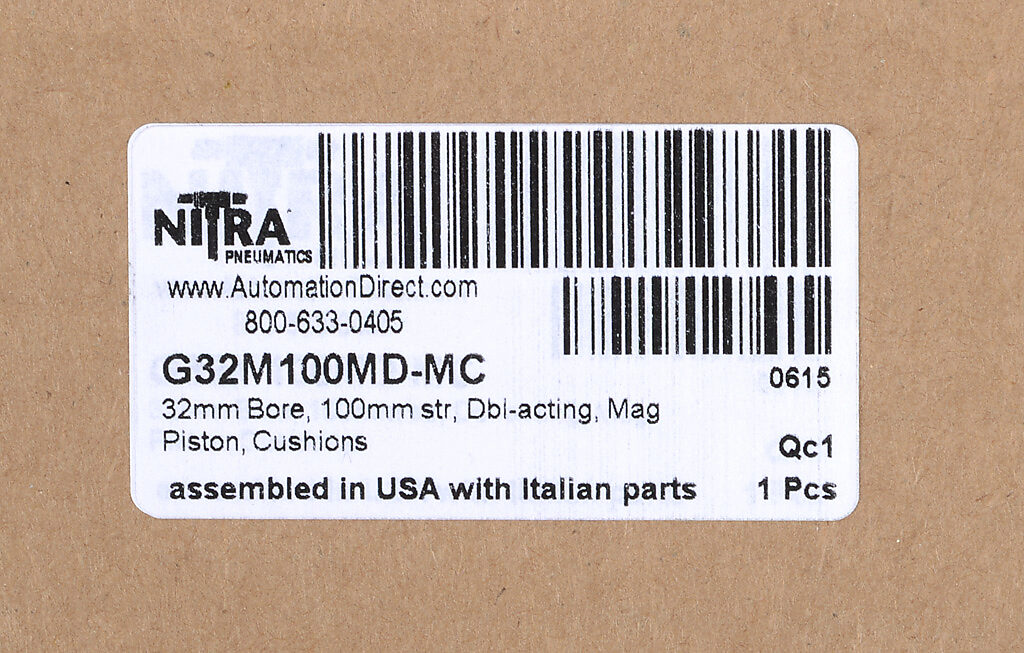 NITRA
PNEUMATICS
www.AutomationDirect.com
800-633-0405
G32M100MD-MC
0615
32mm Bore, 100mm str, Dbl-acting, Mag
Piston, Cushions
Qc1
assembled in USA with Italian parts
1 Pcs